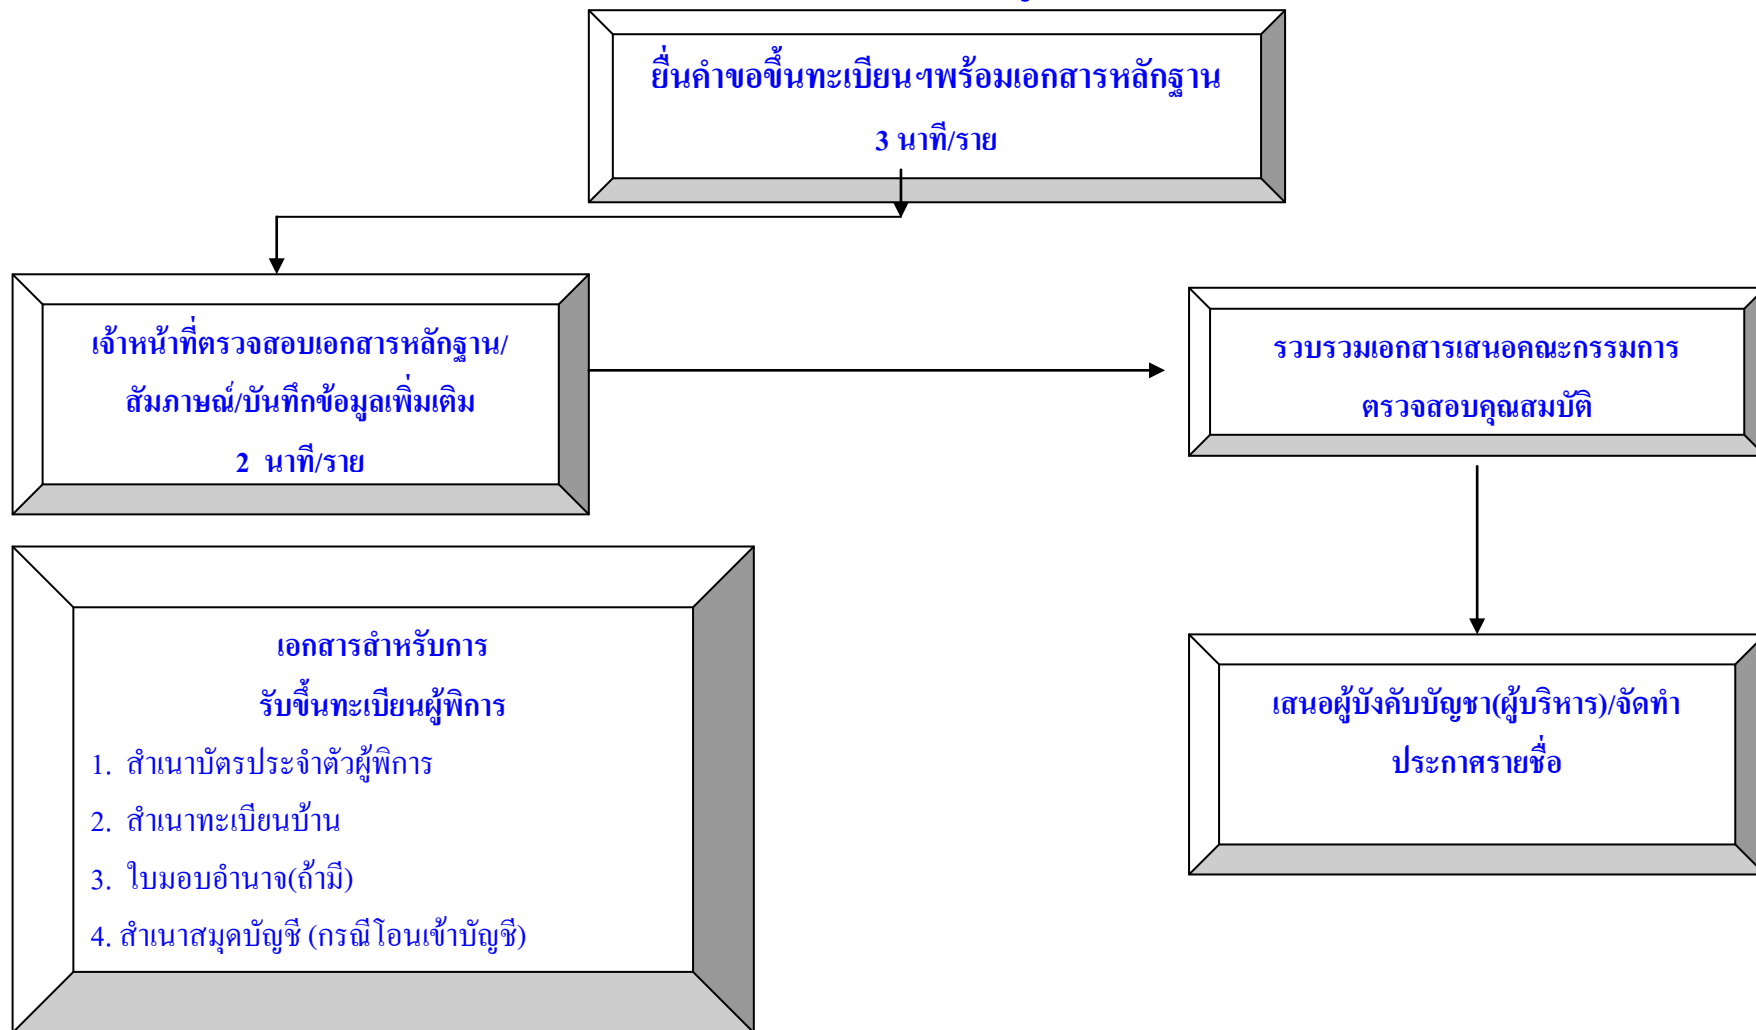 ยื่นคำขอขึ้นทะเบียนฯพร้อมเอกสารหลักฐาน
3 นาที/ราย
เจ้าหน้าที่ตรวจสอบเอกสารหลักฐาน/
สัมภาษณ์/บันทึกข้อมูลเพิ่มเติม
2 นาที/ราย
รวบรวมเอกสารเสนอคณะกรรมการ
ตรวจสอบคุณสมบัติ
เอกสารสำหรับการ
รับขึ้นทะเบียนผู้พิการ
1. สำเนาบัตรประจำตัวผู้พิการ
2. สำเนาทะเบียนบ้าน
3. ใบมอบอำนาจ(ถ้ามี)
4. สำเนาสมุดบัญชี (กรณีโอนเข้าบัญชี)
เสนอผู้บังคับบัญชา(ผู้บริหาร)/จัดทำ
ประกาศรายชื่อ